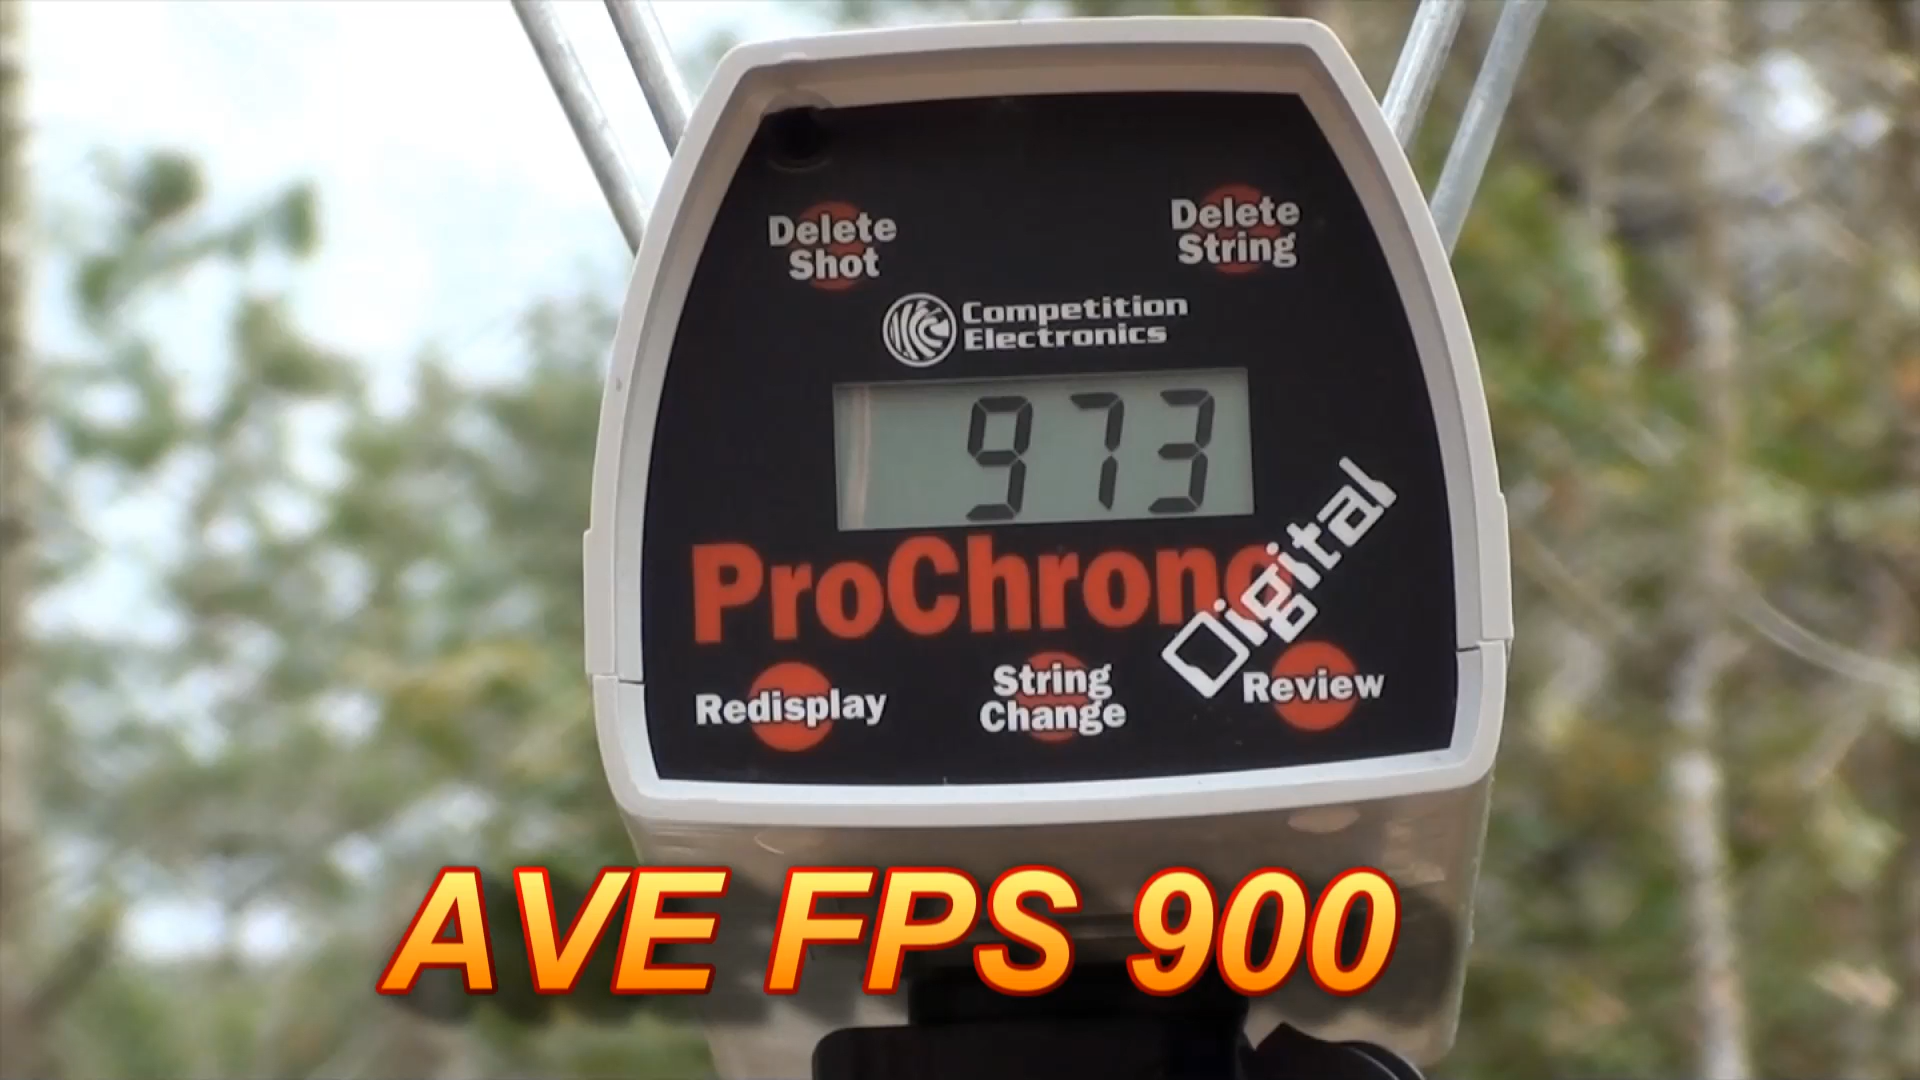 Delete
Shot
Delete
String
Competition
Electronics
973
ProChrono
Digital
Redisplay
String
Change
Review
AVE FPS 900